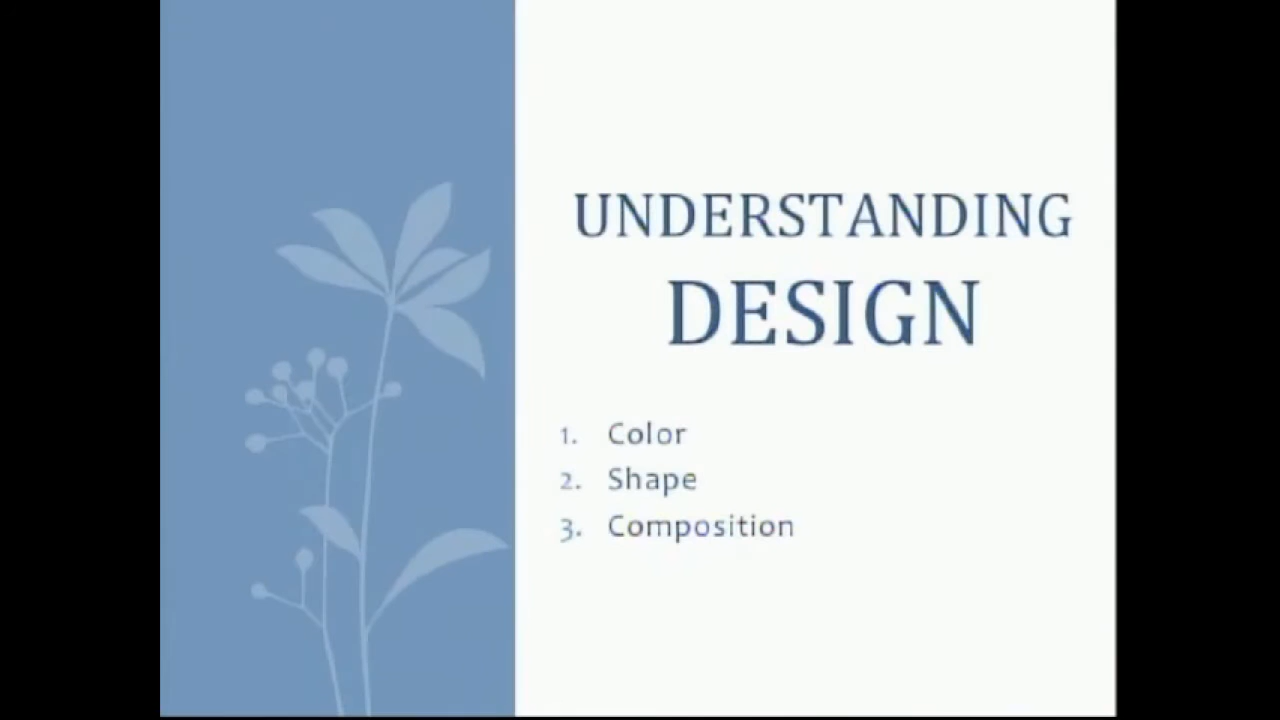 UNDERSTANDING
DESIGN
1. Color
2. Shape
3. Composition